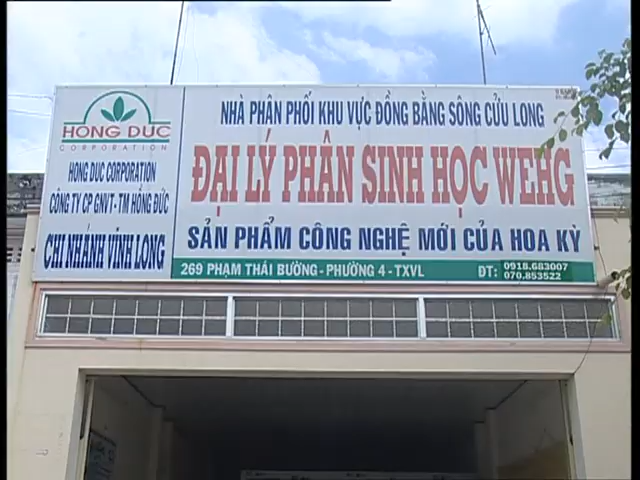 HONG DUC
CORPORATION
HONG DUC CORPORATION
CÔNG TY CP GNVT - TM HỒNG ĐỨC
CHI NHÁNH VĨNH LONG
NHÀ PHÂN PHỐI KHU VỰC ĐỒNG BẰNG SÔNG CỬU LONG
ĐẠI LÝ PHÂN SINH HỌC WEHG
SẢN PHẨM CÔNG NGHỆ MỚI CỦA HOA KỲ
269 PHẠM THÁI BƯỜNG - PHƯỜNG 4 - TXVL
ĐT: 0918.683007
070.853522